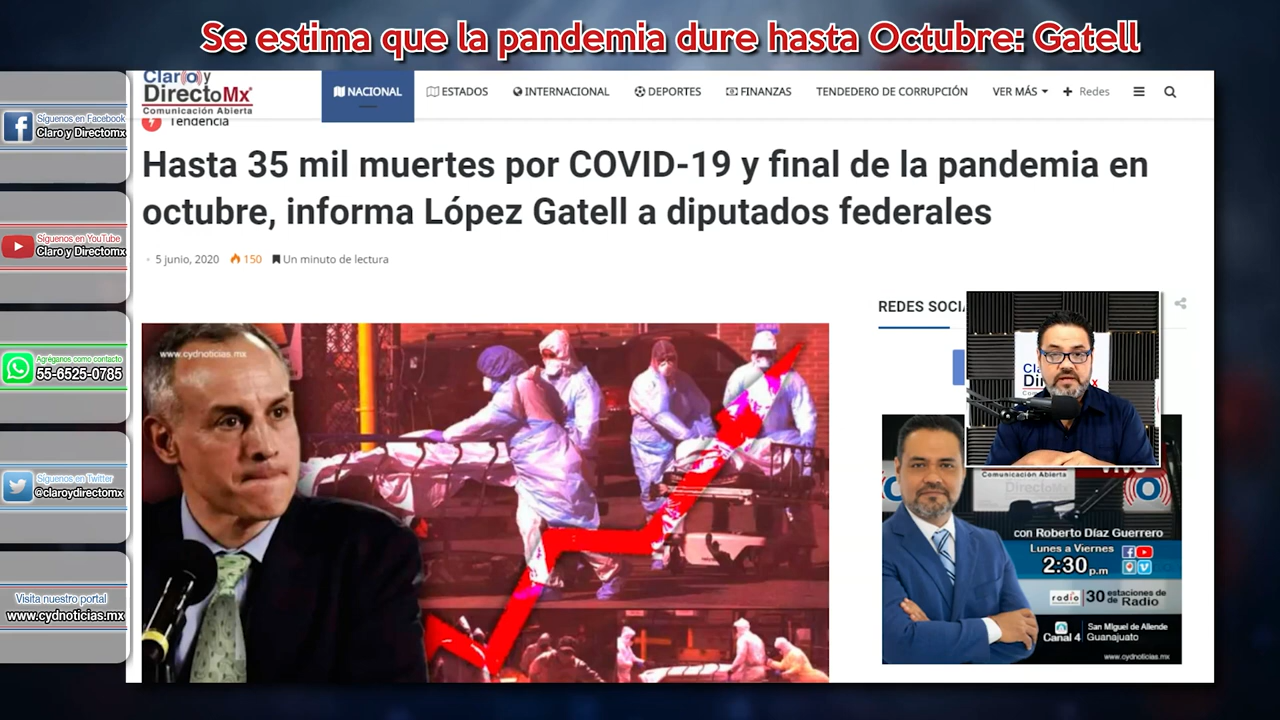 Se estima que la pandemia dure hasta Octubre: Gatell
Claro y
DirectoMx
Comunicación Abierta
NACIONAL
ESTADOS
INTERNACIONAL
DEPORTES
FINANZAS
TENDEDERO DE CORRUPCIÓN
VER MÁS
Redes
Tendencia
Hasta 35 mil muertes por COVID-19 y final de la pandemia en
octubre, informa López Gatell a diputados federales
5 junio, 2020
150
Un minuto de lectura
Síguenos en Facebook
Claro y Directomx
Síguenos en YouTube
Claro y Directomx
Agréganos como contacto
55-6525-0785
Síguenos en Twitter
@claroydirectomx
Visita nuestro portal
www.cydnoticias.mx
www.cydnoticias.mx
REDES
Comunicación Abierta
DirectoMx
con Roberto Díaz Guerrero
Lunes a Viernes
2:30 p.m
radio
30 estaciones de
de Radio
Canal 4
San Miguel de Allende
Guanajuato
www.cydnoticias.mx